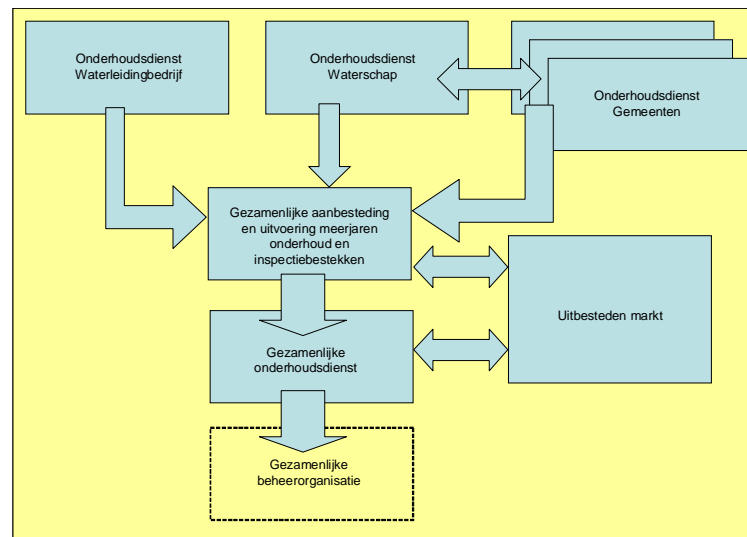 Onderhoudsdienst
Waterleidingbedrijf
Onderhoudsdienst
Waterschap
Onderhoudsdienst
Gemeenten
Gezamenlijke aanbesteding
en uitvoering meerjaren
onderhoud en
inspectiebestekken
Uitbesteden markt
Gezamenlijke
onderhoudsdienst
Gezamenlijke
beheerorganisatie